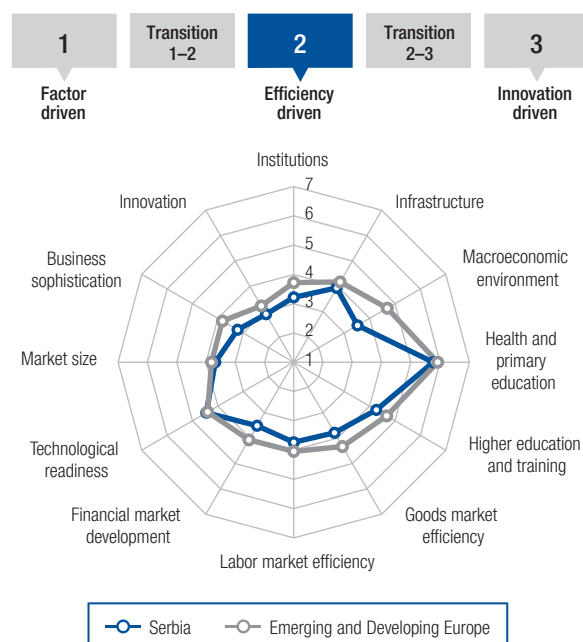 1
Transition
1–2
2
Transition
2–3
3
Factor
driven
Efficiency
driven
Innovation
driven
Institutions
Infrastructure
Macroeconomic
environment
Health and
primary
education
Higher education
and training
Goods market
efficiency
Labor market efficiency
Financial market
development
Technological
readiness
Market size
Business
sophistication
Innovation
7
6
5
4
3
2
1
Serbia
Emerging and Developing Europe